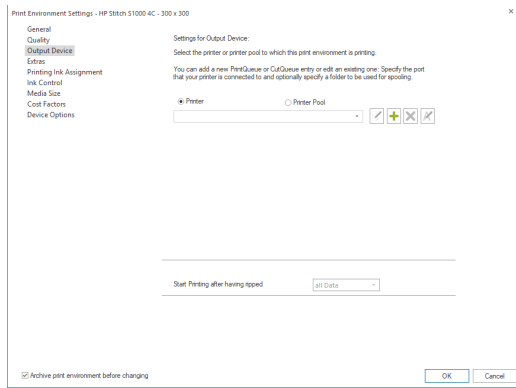 Print Environment Settings - HP Stitch S1000 4C - 300 x 300
General
Quality
Output Device
Extras
Printing Ink Assignment
Ink Control
Media Size
Cost Factors
Device Options
Settings for Output Device:
Select the printer or printer pool to which this print environment is printing.
You can add a new PrintQueue or CutQueue entry or edit an existing one: Specify the port
that your printer is connected to and optionally specify a folder to be used for spooling.
Printer
Printer Pool
Start Printing after having ripped
all Data
Archive print environment before changing
OK
Cancel